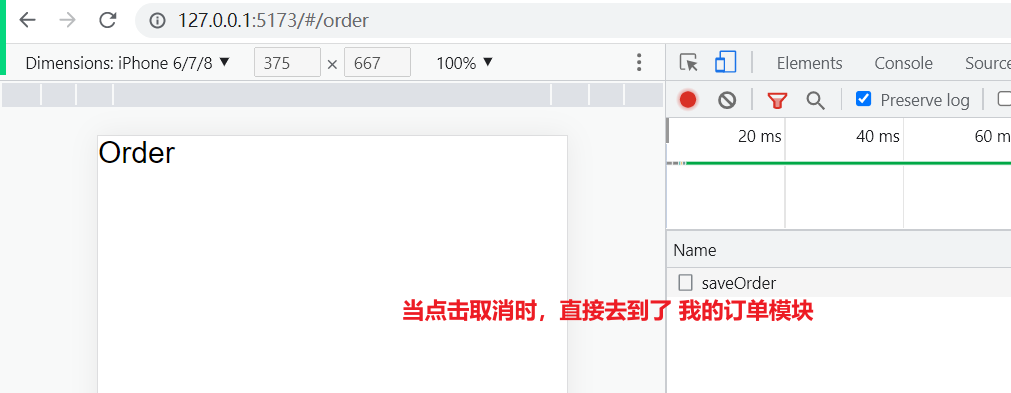 127.0.0.1:5173/#/order
Dimensions: iPhone 6/7/8 ▼ 375 × 667 100% ▼
Elements Console Source
Preserve log
20 ms 40 ms 60 m
Order
Name
saveOrder
当点击取消时，直接去到了 我的订单模块